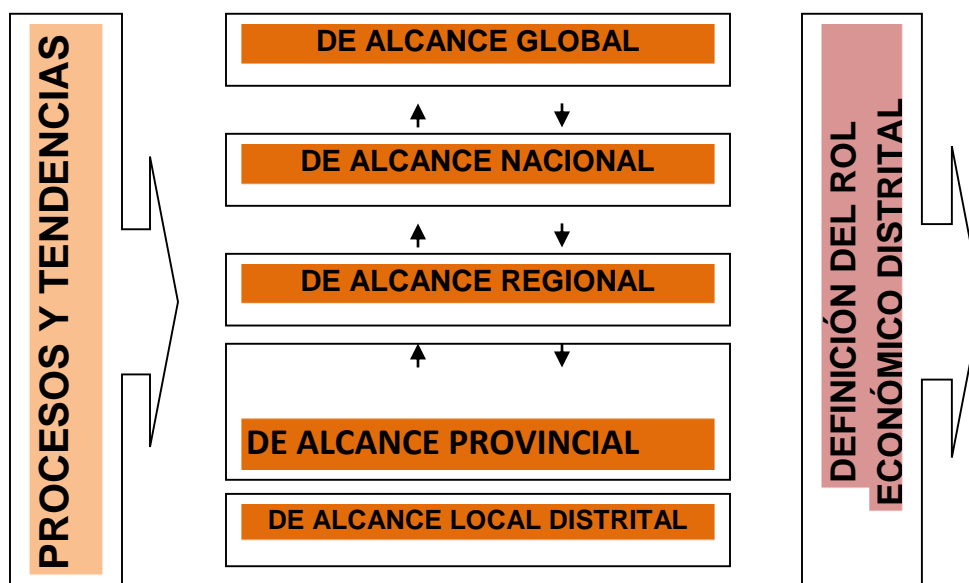 PROCESOS Y TENDENCIAS
DE ALCANCE GLOBAL
DE ALCANCE NACIONAL
DE ALCANCE REGIONAL
DE ALCANCE PROVINCIAL
DE ALCANCE LOCAL DISTRITAL
DEFINICIÓN DEL ROL
ECONÓMICO DISTRITAL